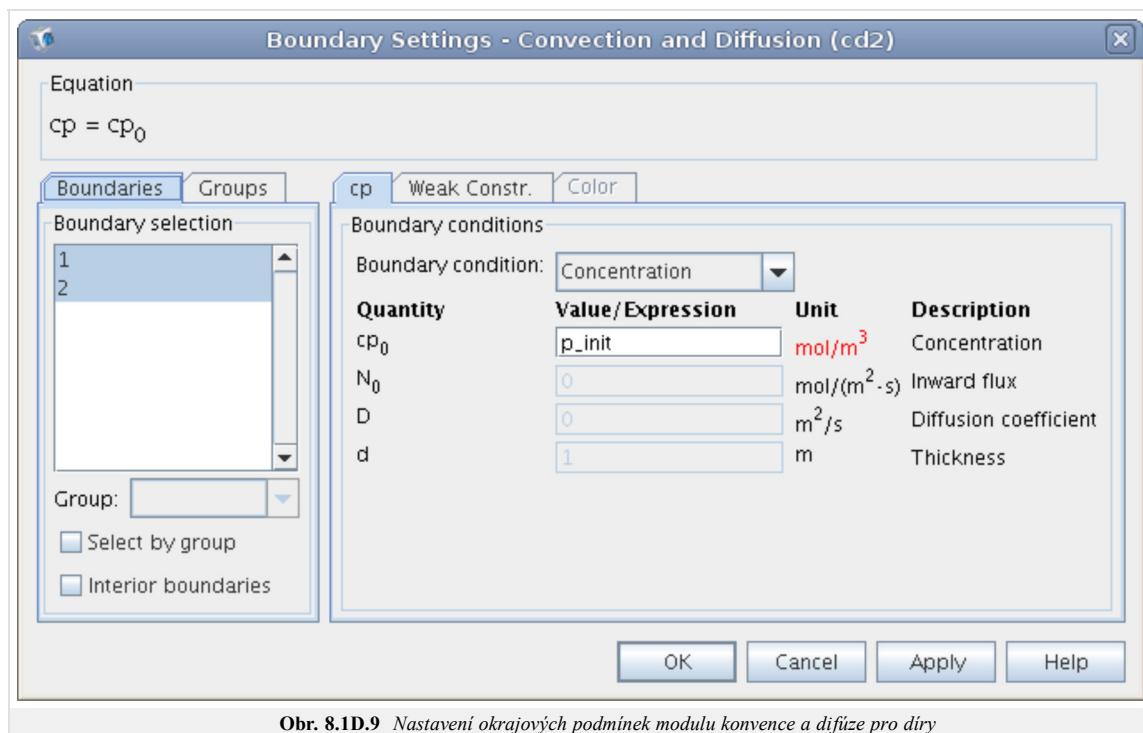 Boundary Settings - Convection and Diffusion (cd2)
Equation
cp = cp0
Boundaries Groups
cp Weak Constr. Color
Boundary selection
1
2
Group:
Select by group
Interior boundaries
Boundary conditions
Boundary condition: Concentration
Quantity Value/Expression Unit Description
cp0 p_init mol/m3 Concentration
N0 0 mol/(m2·s) Inward flux
D 0 m2/s Diffusion coefficient
d 1 m Thickness
OK Cancel Apply Help
Obr. 8.1D.9 Nastavení okrajových podmínek modulu konvence a difúze pro díry